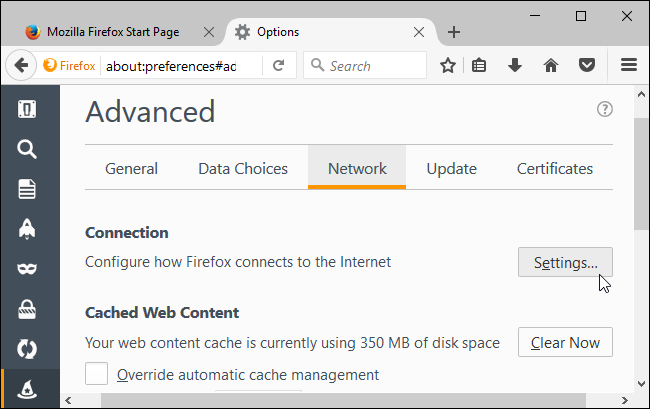 Mozilla Firefox Start Page
Options
Firefox about:preferences#ad
Search
Advanced
General Data Choices Network Update Certificates
Connection
Configure how Firefox connects to the Internet Settings...
Cached Web Content
Your web content cache is currently using 350 MB of disk space Clear Now
Override automatic cache management